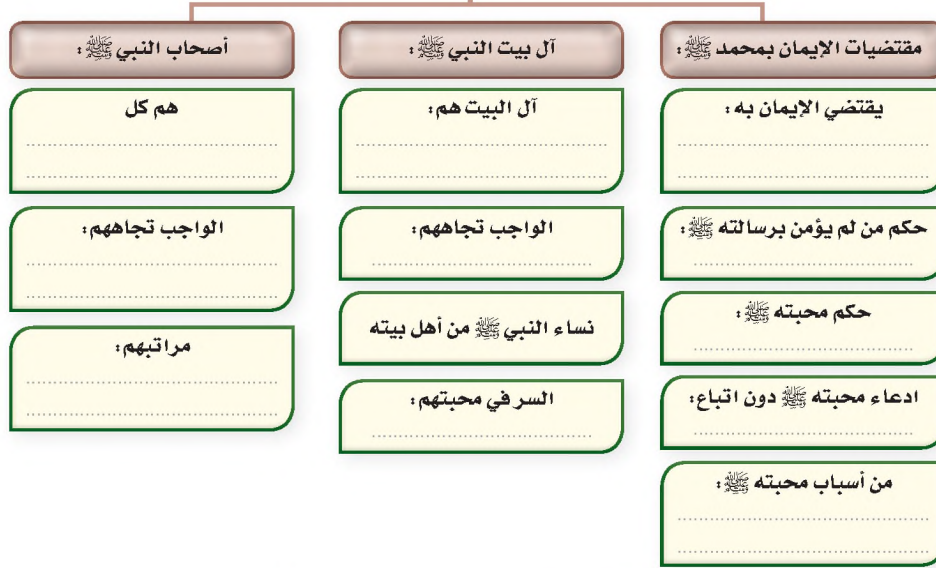 مقتضيات الإيمان بمحمد ﷺ:
يقتضي الإيمان به:
حكم من لم يؤمن برسالته ﷺ:
حكم محبته ﷺ:
ادعاء محبته ﷺ دون اتباع:
من أسباب محبته ﷺ:
آل بيت النبي ﷺ:
آل البيت هم:
الواجب تجاههم:
نساء النبي ﷺ من أهل بيته
السر في محبتهم:
أصحاب النبي ﷺ:
هم كل
الواجب تجاههم:
مراتبهم: